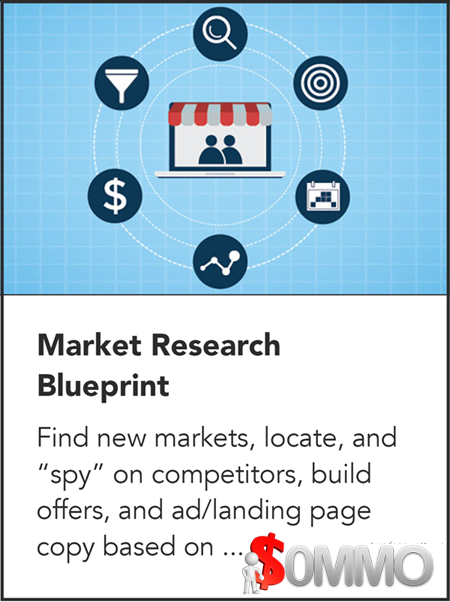 $
Market Research
Blueprint
Find new markets, locate, and
“spy” on competitors, build
offers, and ad/landing page
copy based on ...
$OMMO